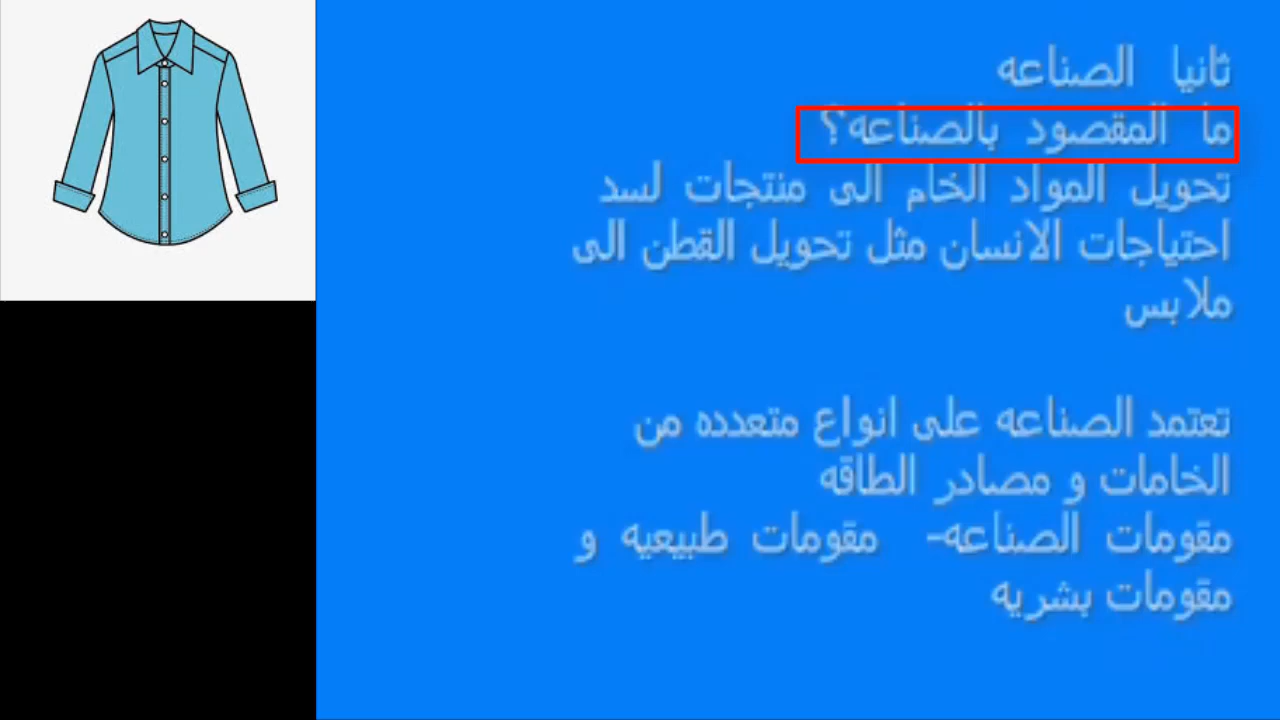 ثانيا الصناعه
ما المقصود بالصناعه؟
تحويل المواد الخام الى منتجات لسد
احتياجات الانسان مثل تحويل القطن الى
ملابس
تعتمد الصناعه على انواع متعدده من
الخامات و مصادر الطاقه
مقومات الصناعه- مقومات طبيعيه و
مقومات بشريه